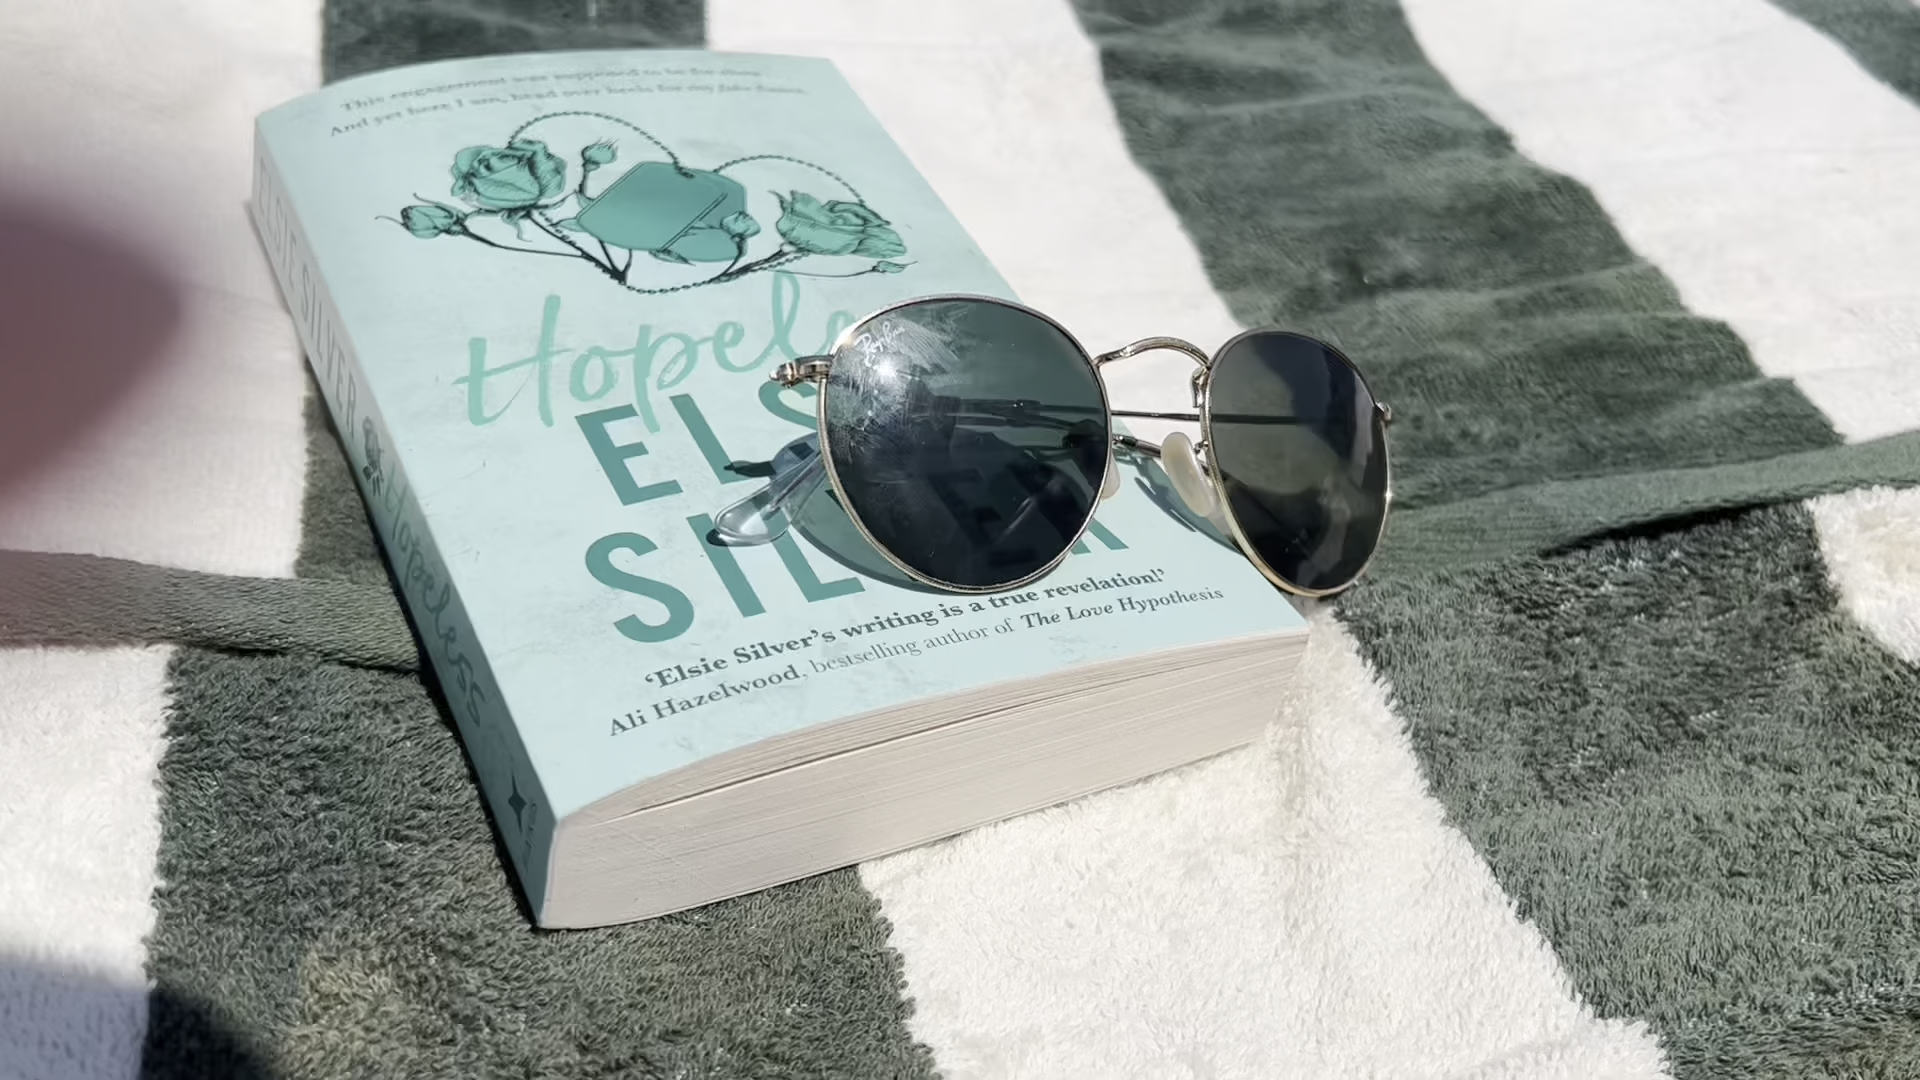 This engagement was supposed to be for show.
And yet here I am, head over heels for my fake fiancé.
Hopele
ELS
SIL ER
'Elsie Silver's writing is a true revelation!'
Ali Hazelwood, bestselling author of The Love Hypothesis
ELSIE SILVER Hopeless
Ray-Ban